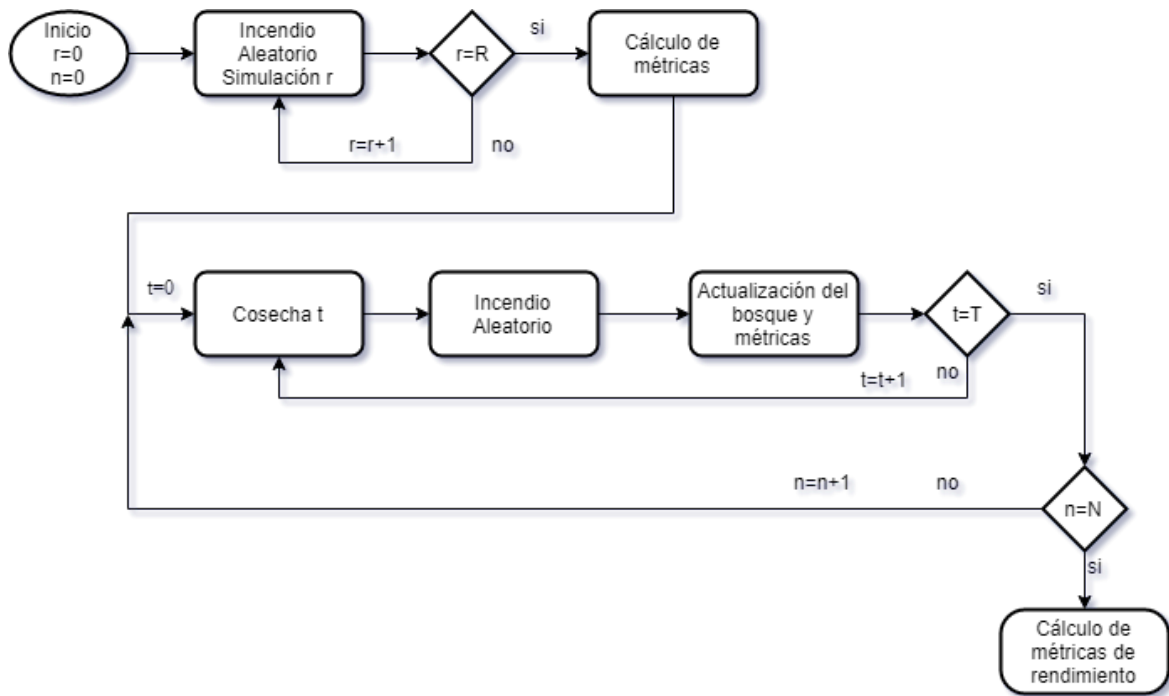 Inicio
r=0
n=0
Incendio
Aleatorio
Simulación r
r=R
si
Cálculo de
métricas
r=r+1
no
t=0
Cosecha t
Incendio
Aleatorio
Actualización del
bosque y
métricas
t=T
si
t=t+1
no
n=n+1
no
n=N
si
Cálculo de
métricas de
rendimiento